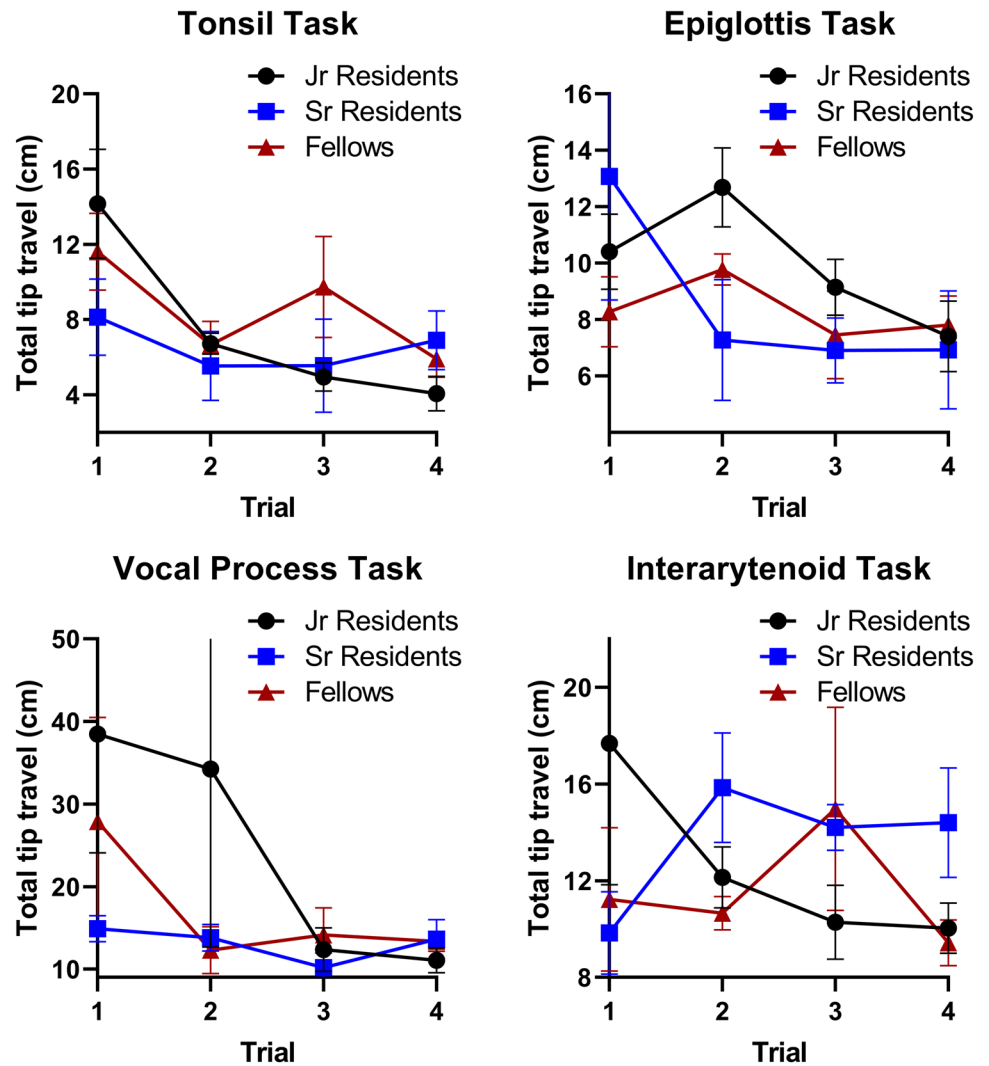 Tonsil Task
Jr Residents
Sr Residents
Fellows
Total tip travel (cm)
20
16
12
8
4
1 2 3 4
Trial
Epiglottis Task
Jr Residents
Sr Residents
Fellows
Total tip travel (cm)
16
14
12
10
8
6
1 2 3 4
Trial
Vocal Process Task
Jr Residents
Sr Residents
Fellows
Total tip travel (cm)
50
40
30
20
10
1 2 3 4
Trial
Interarytenoid Task
Jr Residents
Sr Residents
Fellows
Total tip travel (cm)
20
16
12
8
1 2 3 4
Trial